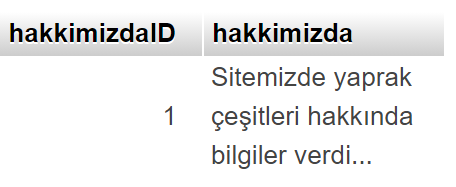 hakkimizdaID hakkimizda
Sitemizde yaprak
1 çeşitleri hakkında
bilgiler verdi...